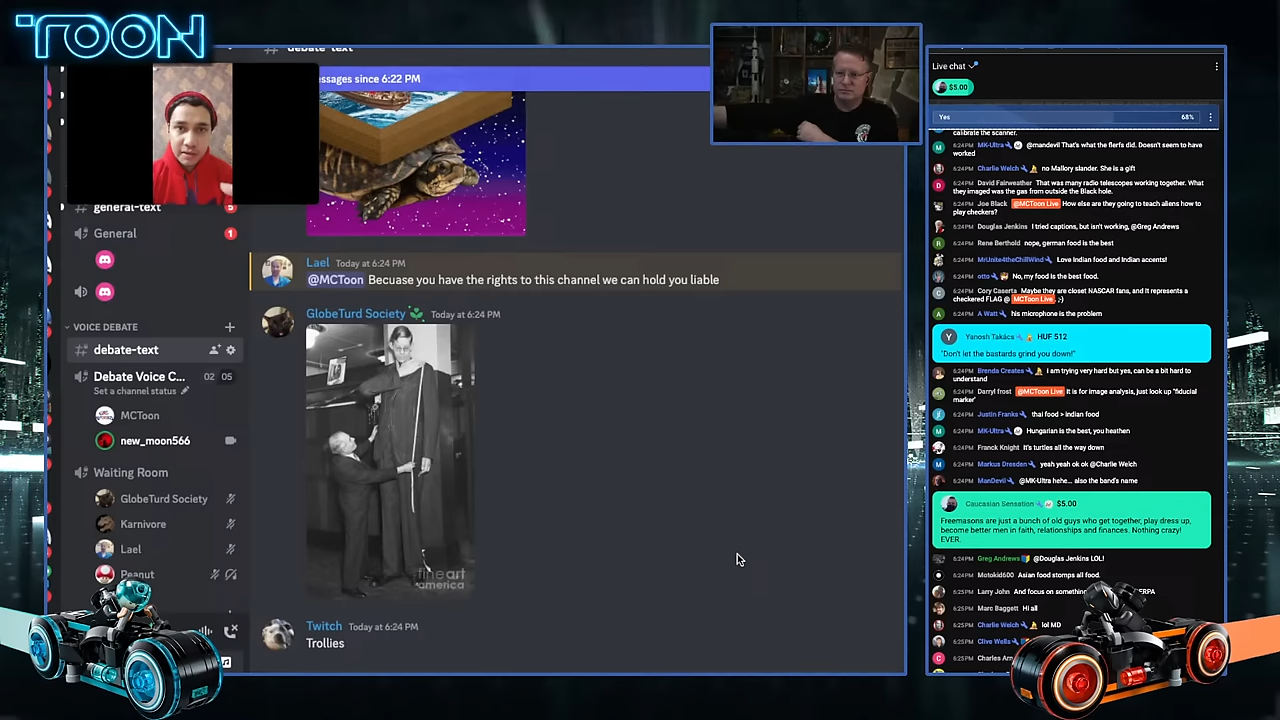 TOON
debate-text
essages since 6:22 PM
general-text
5
General
1
VOICE DEBATE
debate-text
Debate Voice C...
02 05
Set a channel status
MCToon
new_moon566
Waiting Room
GlobeTurd Society
Karnivore
Lael
Peanut
Lael Today at 6:24 PM
@MCToon Becuase you have the rights to this channel we can hold you liable
GlobeTurd Society Today at 6:24 PM
fineart
america
Twitch Today at 6:24 PM
Trollies
Live chat
$5.00
Yes 68%
calibrate the scanner.
6:24PM MK-Ultra @mandevil That's what the flerfs did. Doesn't seem to have
worked
6:24PM Charlie Welch no Mallory slander. She is a gift
6:24PM David Fairweather That was many radio telescopes working together. What
they imaged was the gas from outside the Black hole.
6:24PM Joe Black @MCToon Live How else are they going to teach aliens how to
play checkers?
6:24PM Douglas Jenkins I tried captions, but isn't working, @Greg Andrews
6:24PM Rene Berthold nope, german food is the best
6:24PM MrUnite4theChillWind Love Indian food and Indian accents!
6:24PM otto No, my food is the best food.
6:24PM Cory Caserta Maybe they are closet NASCAR fans, and it represents a
checkered FLAG @ MCToon Live ;-)
6:24PM A Watt his microphone is the problem
Yanosh Takács HUF 512
"Don't let the bastards grind you down!"
6:24PM Brenda Creates i am trying very hard but yes, can be a bit hard to
understand
6:24PM Darryl frost @MCToon Live It is for image analysis, just look up "fiducial
marker"
6:24PM Justin Franks thai food > indian food
6:24PM MK-Ultra Hungarian is the best, you heathen
6:24PM Franck Knight It's turtles all the way down
6:24PM Markus Dresden yeah yeah ok ok @Charlie Welch
6:24PM ManDevil @MK-Ultra hehe... also the band's name
Caucasian Sensation $5.00
Freemasons are just a bunch of old guys who get together, play dress up,
become better men in faith, relationships and finances. Nothing crazy!
EVER.
6:24PM Greg Andrews @Douglas Jenkins LOL!
6:24PM Motokid600 Asian food stomps all food.
6:25PM Larry John And focus on something ERPA
6:25PM Marc Baggett Hi all
6:25PM Charlie Welch lol MD
6:25PM Clive Wells
6:25PM Charles Arn